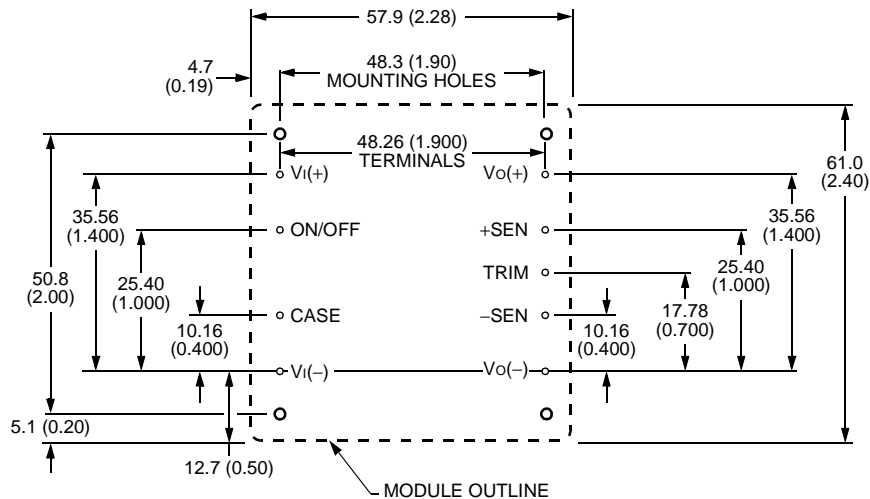 57.9 (2.28)
4.7
(0.19)
48.3 (1.90)
MOUNTING HOLES
48.26 (1.900)
TERMINALS
VI(+)
VO(+)
61.0
(2.40)
35.56
(1.400)
35.56
(1.400)
ON/OFF
+SEN
50.8
(2.00)
25.40
(1.000)
TRIM
25.40
(1.000)
CASE
–SEN
17.78
(0.700)
10.16
(0.400)
10.16
(0.400)
VI(–)
VO(–)
5.1 (0.20)
12.7 (0.50)
MODULE OUTLINE